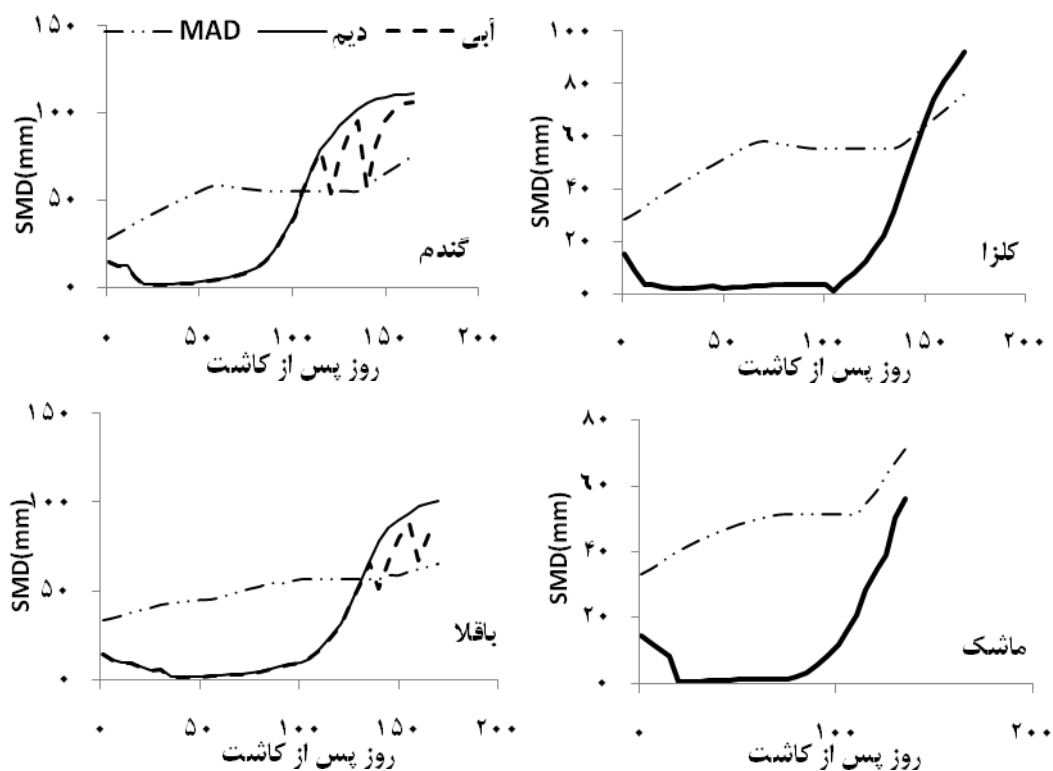 MAD دیم آبی
۱۵۰
۱۰۰
۵۰
۰
SMD(mm)
گندم
۰ ۵۰ ۱۰۰ ۱۵۰ ۲۰۰
روز پس از کاشت
۱۰۰
۸۰
۶۰
۴۰
۲۰
۰
SMD(mm)
کلزا
۰ ۵۰ ۱۰۰ ۱۵۰ ۲۰۰
روز پس از کاشت
۱۵۰
۱۰۰
۵۰
۰
SMD(mm)
باقلا
۰ ۵۰ ۱۰۰ ۱۵۰ ۲۰۰
روز پس از کاشت
۸۰
۶۰
۴۰
۲۰
۰
SMD(mm)
ماشک
۰ ۱۰۰ ۲۰۰
روز پس از کاشت